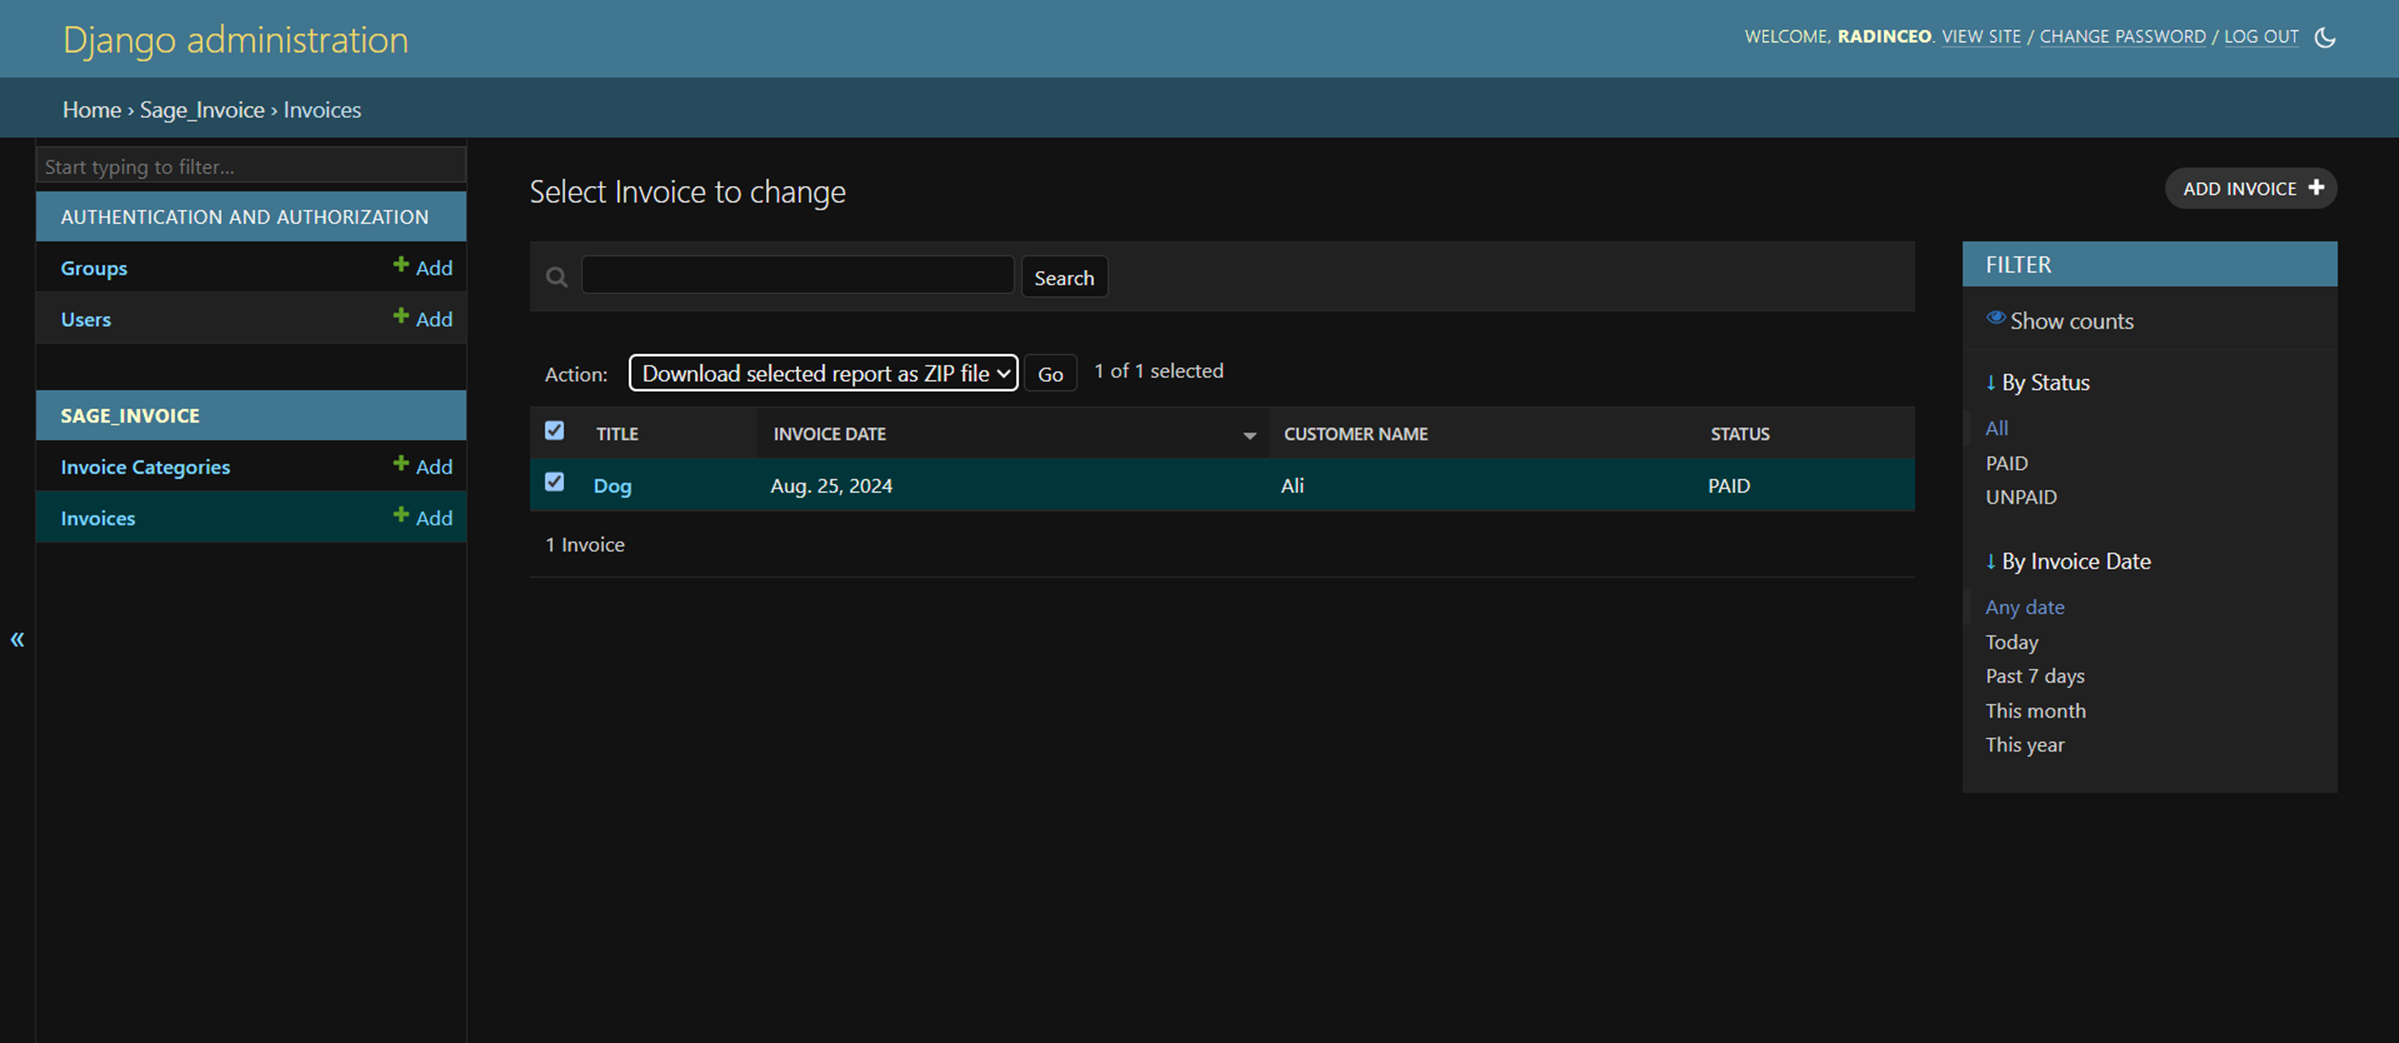 Django administration
WELCOME, RADINCEO. VIEW SITE / CHANGE PASSWORD / LOG OUT
Home › Sage_Invoice › Invoices
Start typing to filter...
AUTHENTICATION AND AUTHORIZATION
Groups Add
Users Add
SAGE_INVOICE
Invoice Categories Add
Invoices Add
«
Select Invoice to change
ADD INVOICE
Search
Action: Download selected report as ZIP file Go 1 of 1 selected
TITLE INVOICE DATE CUSTOMER NAME STATUS
Dog Aug. 25, 2024 Ali PAID
1 Invoice
FILTER
Show counts
↓ By Status
All
PAID
UNPAID
↓ By Invoice Date
Any date
Today
Past 7 days
This month
This year